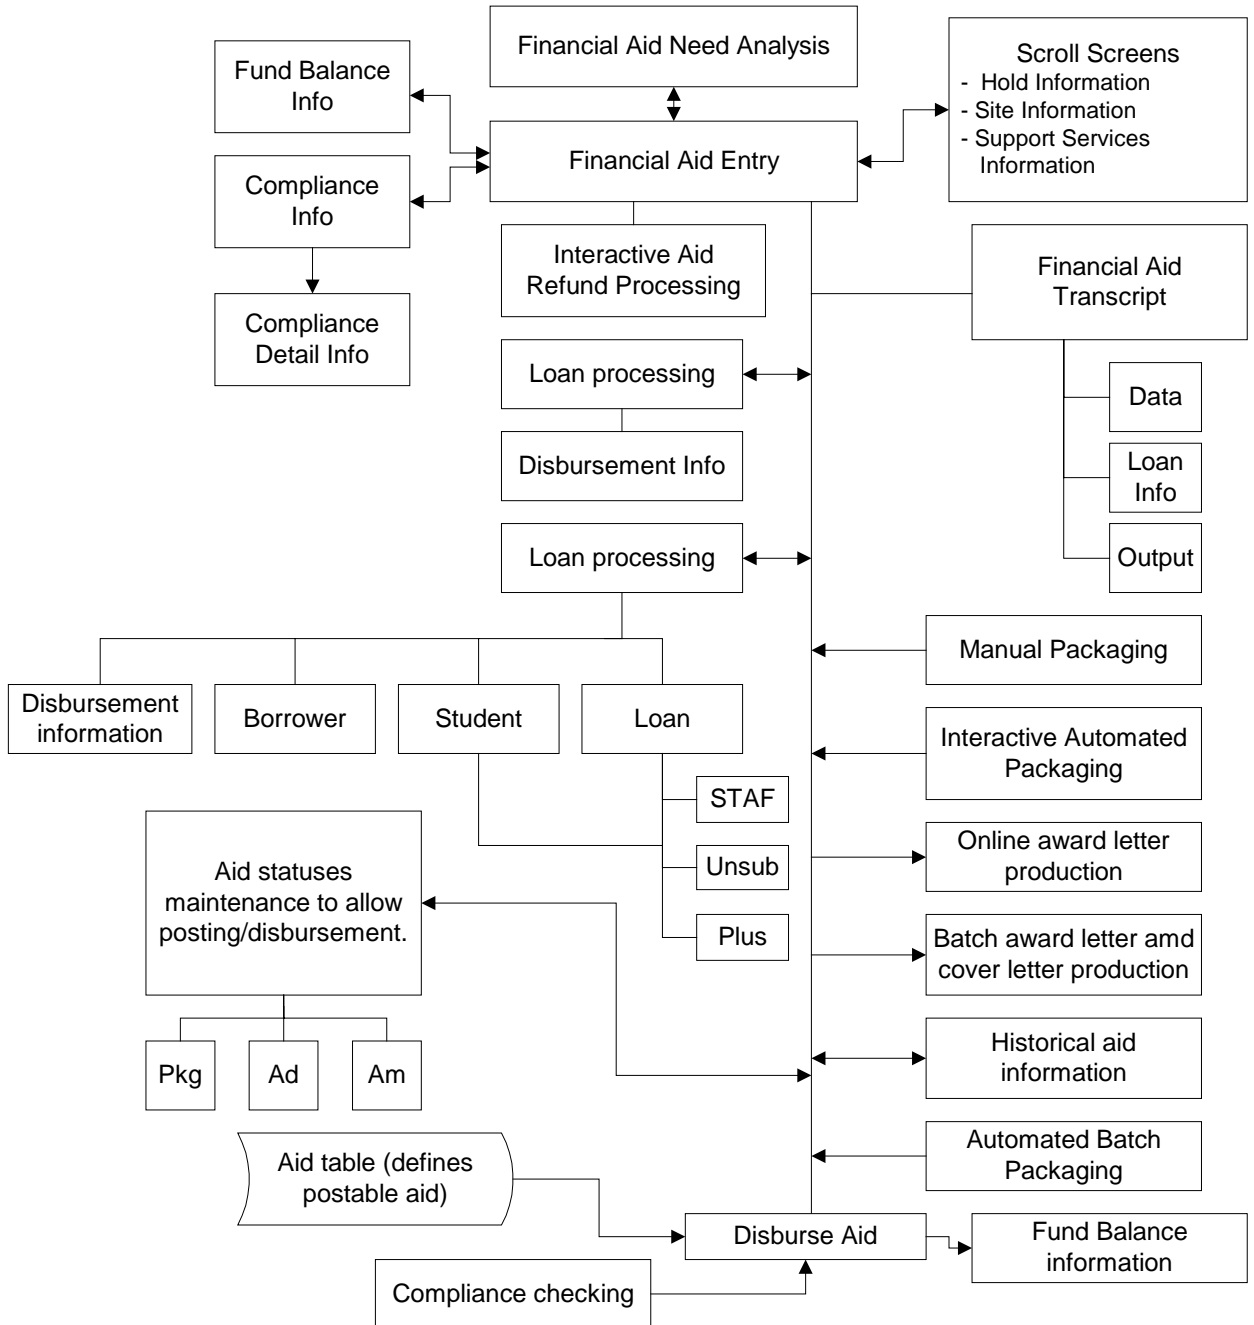 Financial Aid Need Analysis
Fund Balance
Info
Scroll Screens
- Hold Information
- Site Information
- Support Services
Information
Financial Aid Entry
Compliance
Info
Interactive Aid
Refund Processing
Financial Aid
Transcript
Compliance
Detail Info
Loan processing
Data
Disbursement Info
Loan
Info
Loan processing
Output
Manual Packaging
Disbursement
information
Borrower
Student
Loan
Interactive Automated
Packaging
STAF
Online award letter
production
Unsub
Aid statuses
maintenance to allow
posting/disbursement.
Plus
Batch award letter amd
cover letter production
Historical aid
information
Pkg
Ad
Am
Automated Batch
Packaging
Aid table (defines
postable aid)
Disburse Aid
Fund Balance
information
Compliance checking